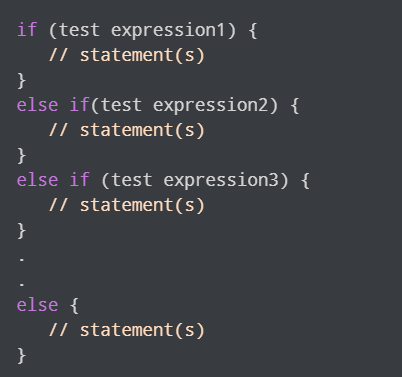 if (test expression1) {
   // statement(s)
}
else if(test expression2) {
   // statement(s)
}
else if (test expression3) {
   // statement(s)
}
.
.
else {
   // statement(s)
}